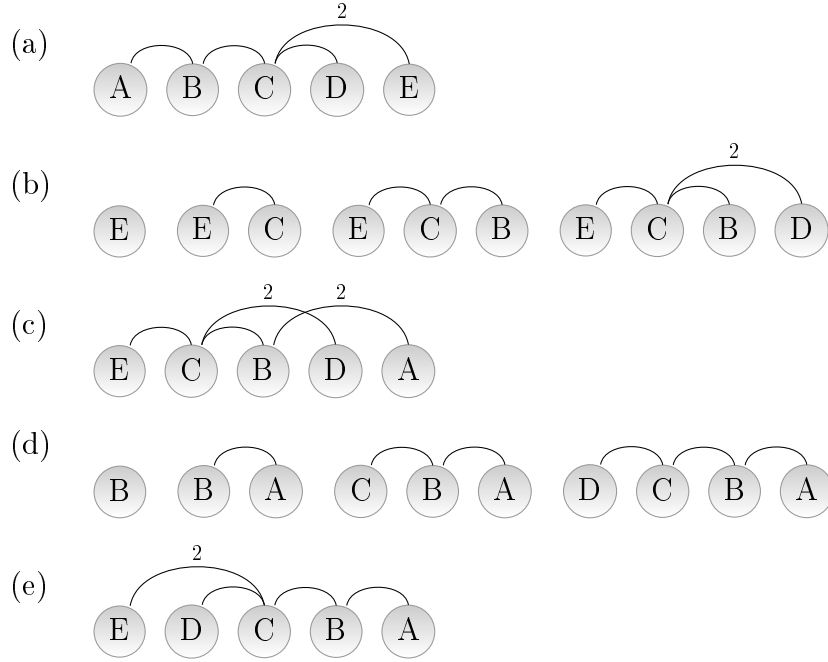 2
(a) A B C D E
2
(b) E E C E C B E C B D
2 2
(c) E C B D A
(d) B B A C B A D C B A
2
(e) E D C B A